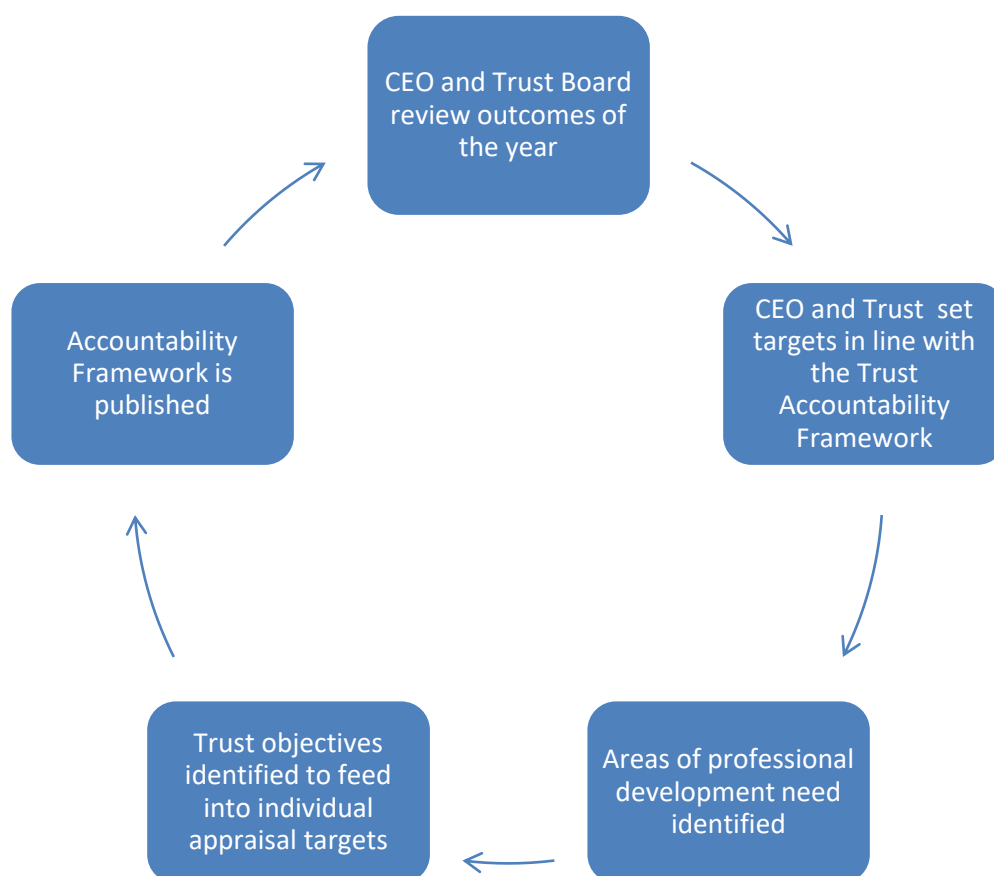 CEO and Trust Board
review outcomes of
the year
CEO and Trust  set
targets in line with
the Trust
Accountability
Framework
Areas of professional
development need
identified
Trust objectives
identified to feed
into individual
appraisal targets
Accountability
Framework is
published